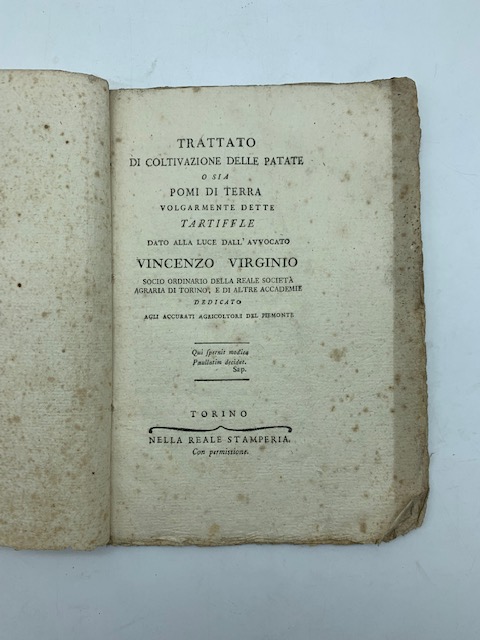 TRATTATO
DI COLTIVAZIONE DELLE PATATE
O SIA
POMI DI TERRA
VOLGARMENTE DETTE
TARTIFFLE
DATO ALLA LUCE DALL' AVVOCATO
VINCENZO VIRGINIO
SOCIO ORDINARIO DELLA REALE SOCIETÀ
AGRARIA DI TORINO, E DI ALTRE ACCADEMIE
DEDICATO
AGLI ACCURATI AGRICOLTORI DEL PIEMONTE
Qui spernit modica
Paullatim decidet.
Sap.
TORINO
NELLA REALE STAMPERIA.
Con permissione.